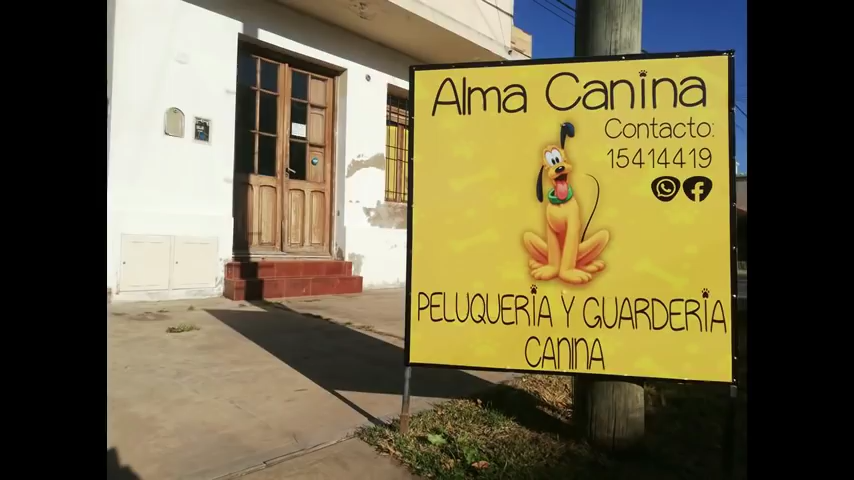 Alma Canina
Contacto:
15414419
PELUQUERIA Y GUARDERIA
CANINA